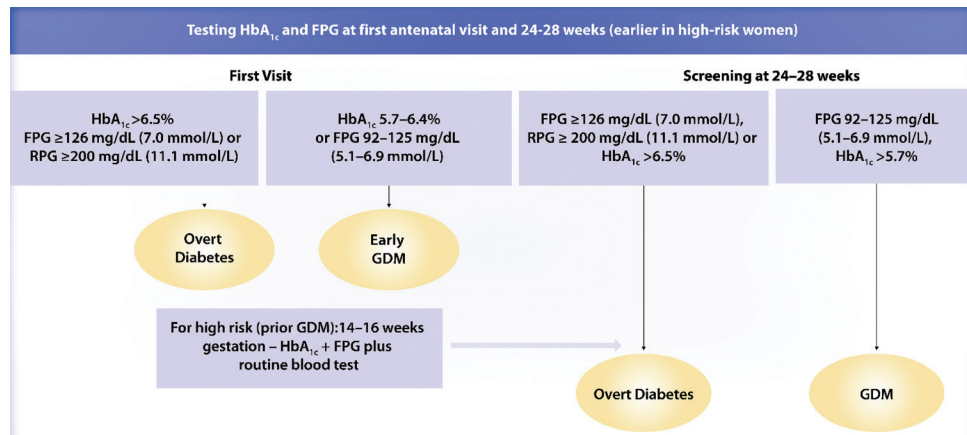 Testing HbA1c and FPG at first antenatal visit and 24-28 weeks (earlier in high-risk women)
First Visit
Screening at 24–28 weeks
HbA1c >6.5%
FPG ≥126 mg/dL (7.0 mmol/L) or
RPG ≥200 mg/dL (11.1 mmol/L)
HbA1c 5.7–6.4%
or FPG 92–125 mg/dL
(5.1–6.9 mmol/L)
FPG ≥126 mg/dL (7.0 mmol/L),
RPG ≥ 200 mg/dL (11.1 mmol/L) or
HbA1c >6.5%
FPG 92–125 mg/dL
(5.1–6.9 mmol/L),
HbA1c >5.7%
Overt
Diabetes
Early
GDM
For high risk (prior GDM):14–16 weeks
gestation – HbA1c + FPG plus
routine blood test
Overt Diabetes
GDM